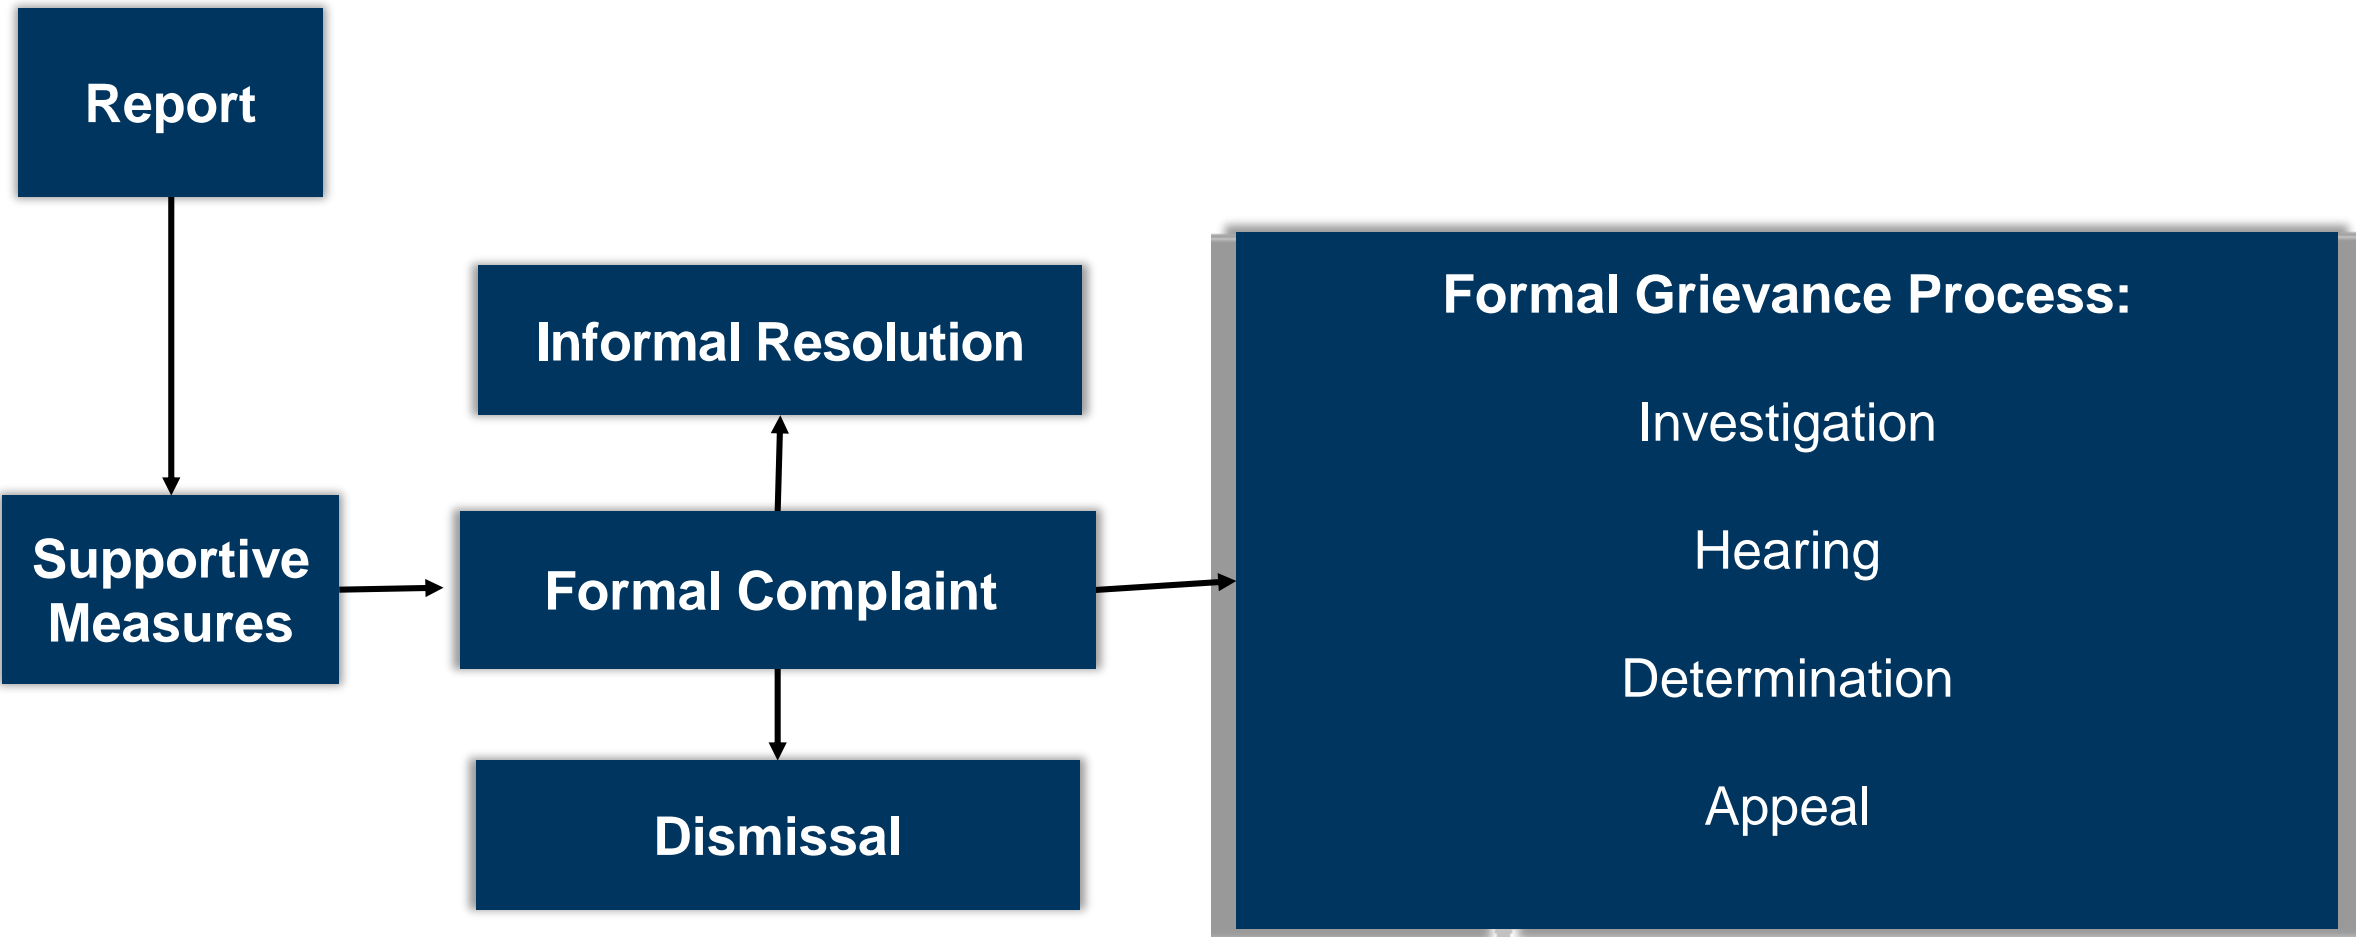 Report
Supportive
Measures
Informal Resolution
Formal Complaint
Dismissal
Formal Grievance Process:
Investigation
Hearing
Determination
Appeal